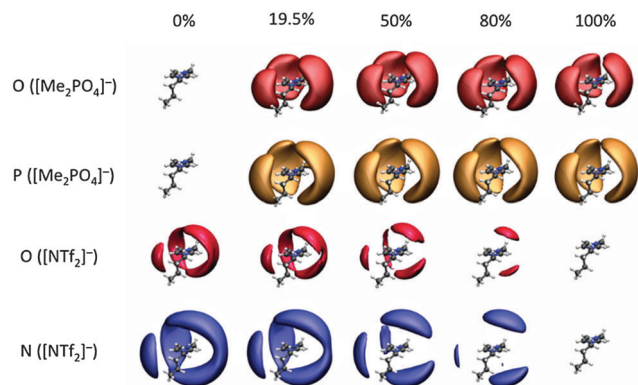 0% 19.5% 50% 80% 100%
O ([Me₂PO₄]⁻)
P ([Me₂PO₄]⁻)
O ([NTf₂]⁻)
N ([NTf₂]⁻)